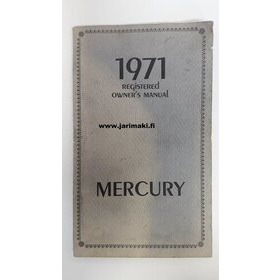 1971
REGISTERED
OWNER'S MANUAL
www.jarimaki.fi
MERCURY